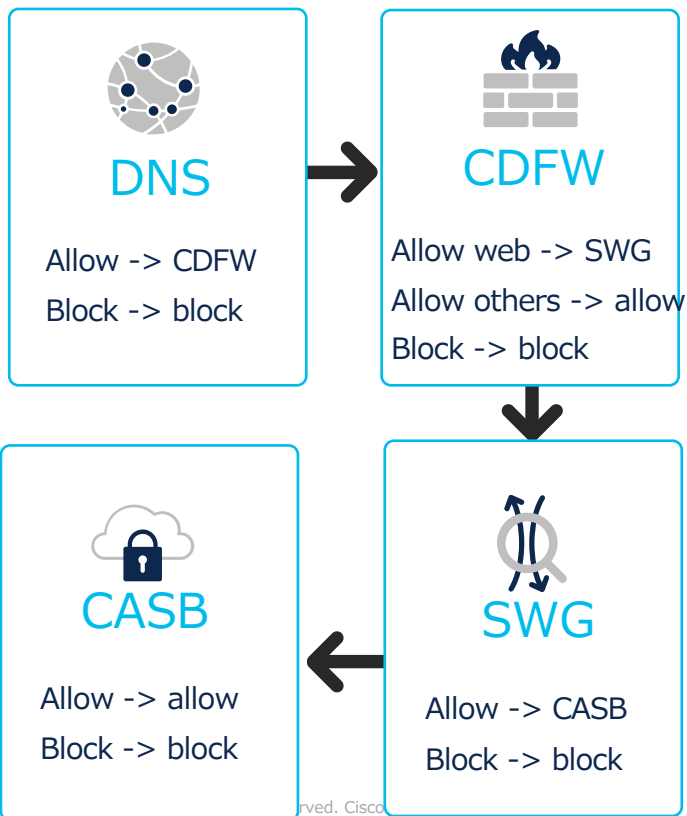 DNS
Allow -> CDFW
Block -> block
CDFW
Allow web -> SWG
Allow others -> allow
Block -> block
CASB
Allow -> allow
Block -> block
SWG
Allow -> CASB
Block -> block
Cisco